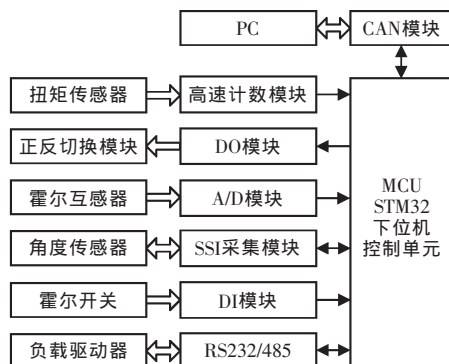 PC
CAN模块
扭矩传感器
高速计数模块
正反切换模块
DO模块
霍尔互感器
A/D模块
角度传感器
SSI采集模块
霍尔开关
DI模块
负载驱动器
RS232/485
MCU
STM32
下位机
控制单元